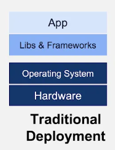 App
Libs & Frameworks
Operating System
Hardware
Traditional
Deployment